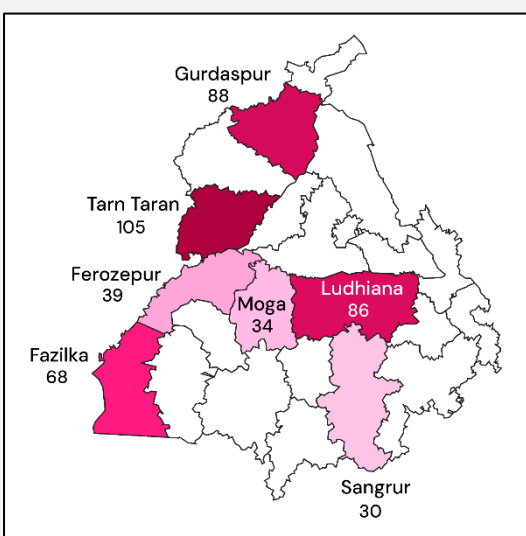 Gurdaspur
88
Tarn Taran
105
Ferozepur
39
Moga
34
Ludhiana
86
Fazilka
68
Sangrur
30